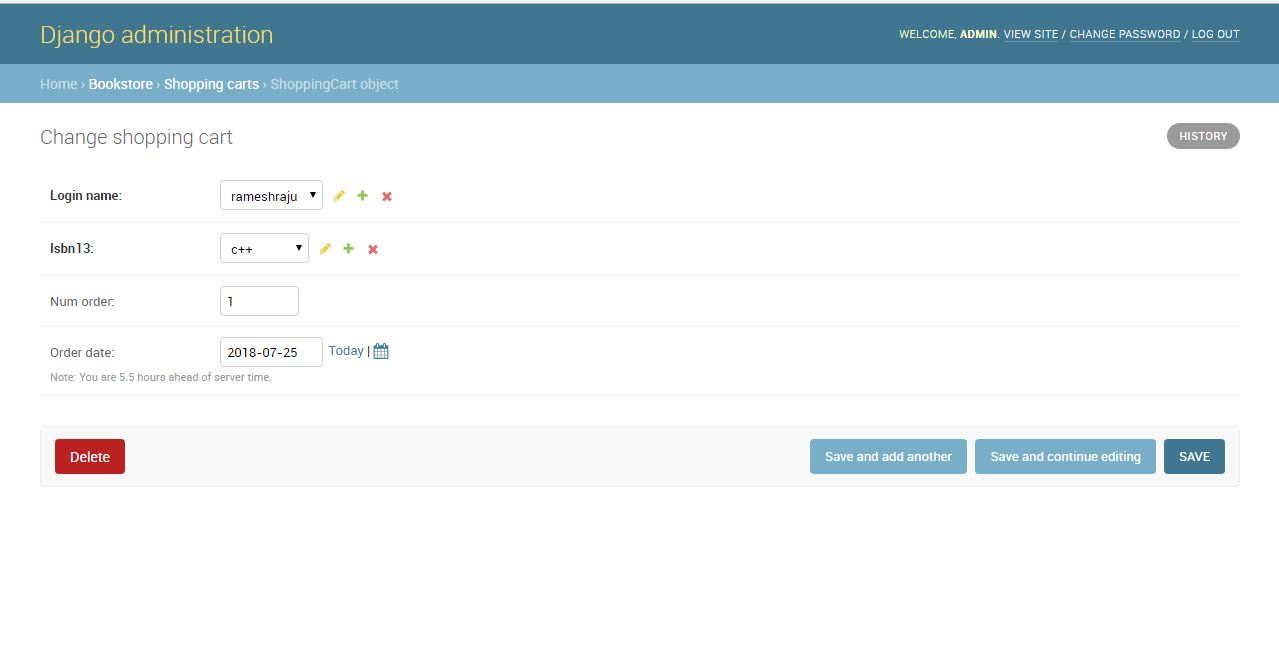 Django administration
WELCOME, ADMIN. VIEW SITE / CHANGE PASSWORD / LOG OUT
Home › Bookstore › Shopping carts › ShoppingCart object
Change shopping cart
HISTORY
Login name: rameshraju
Isbn13: c++
Num order: 1
Order date: 2018-07-25 Today |
Note: You are 5.5 hours ahead of server time.
Delete Save and add another Save and continue editing SAVE